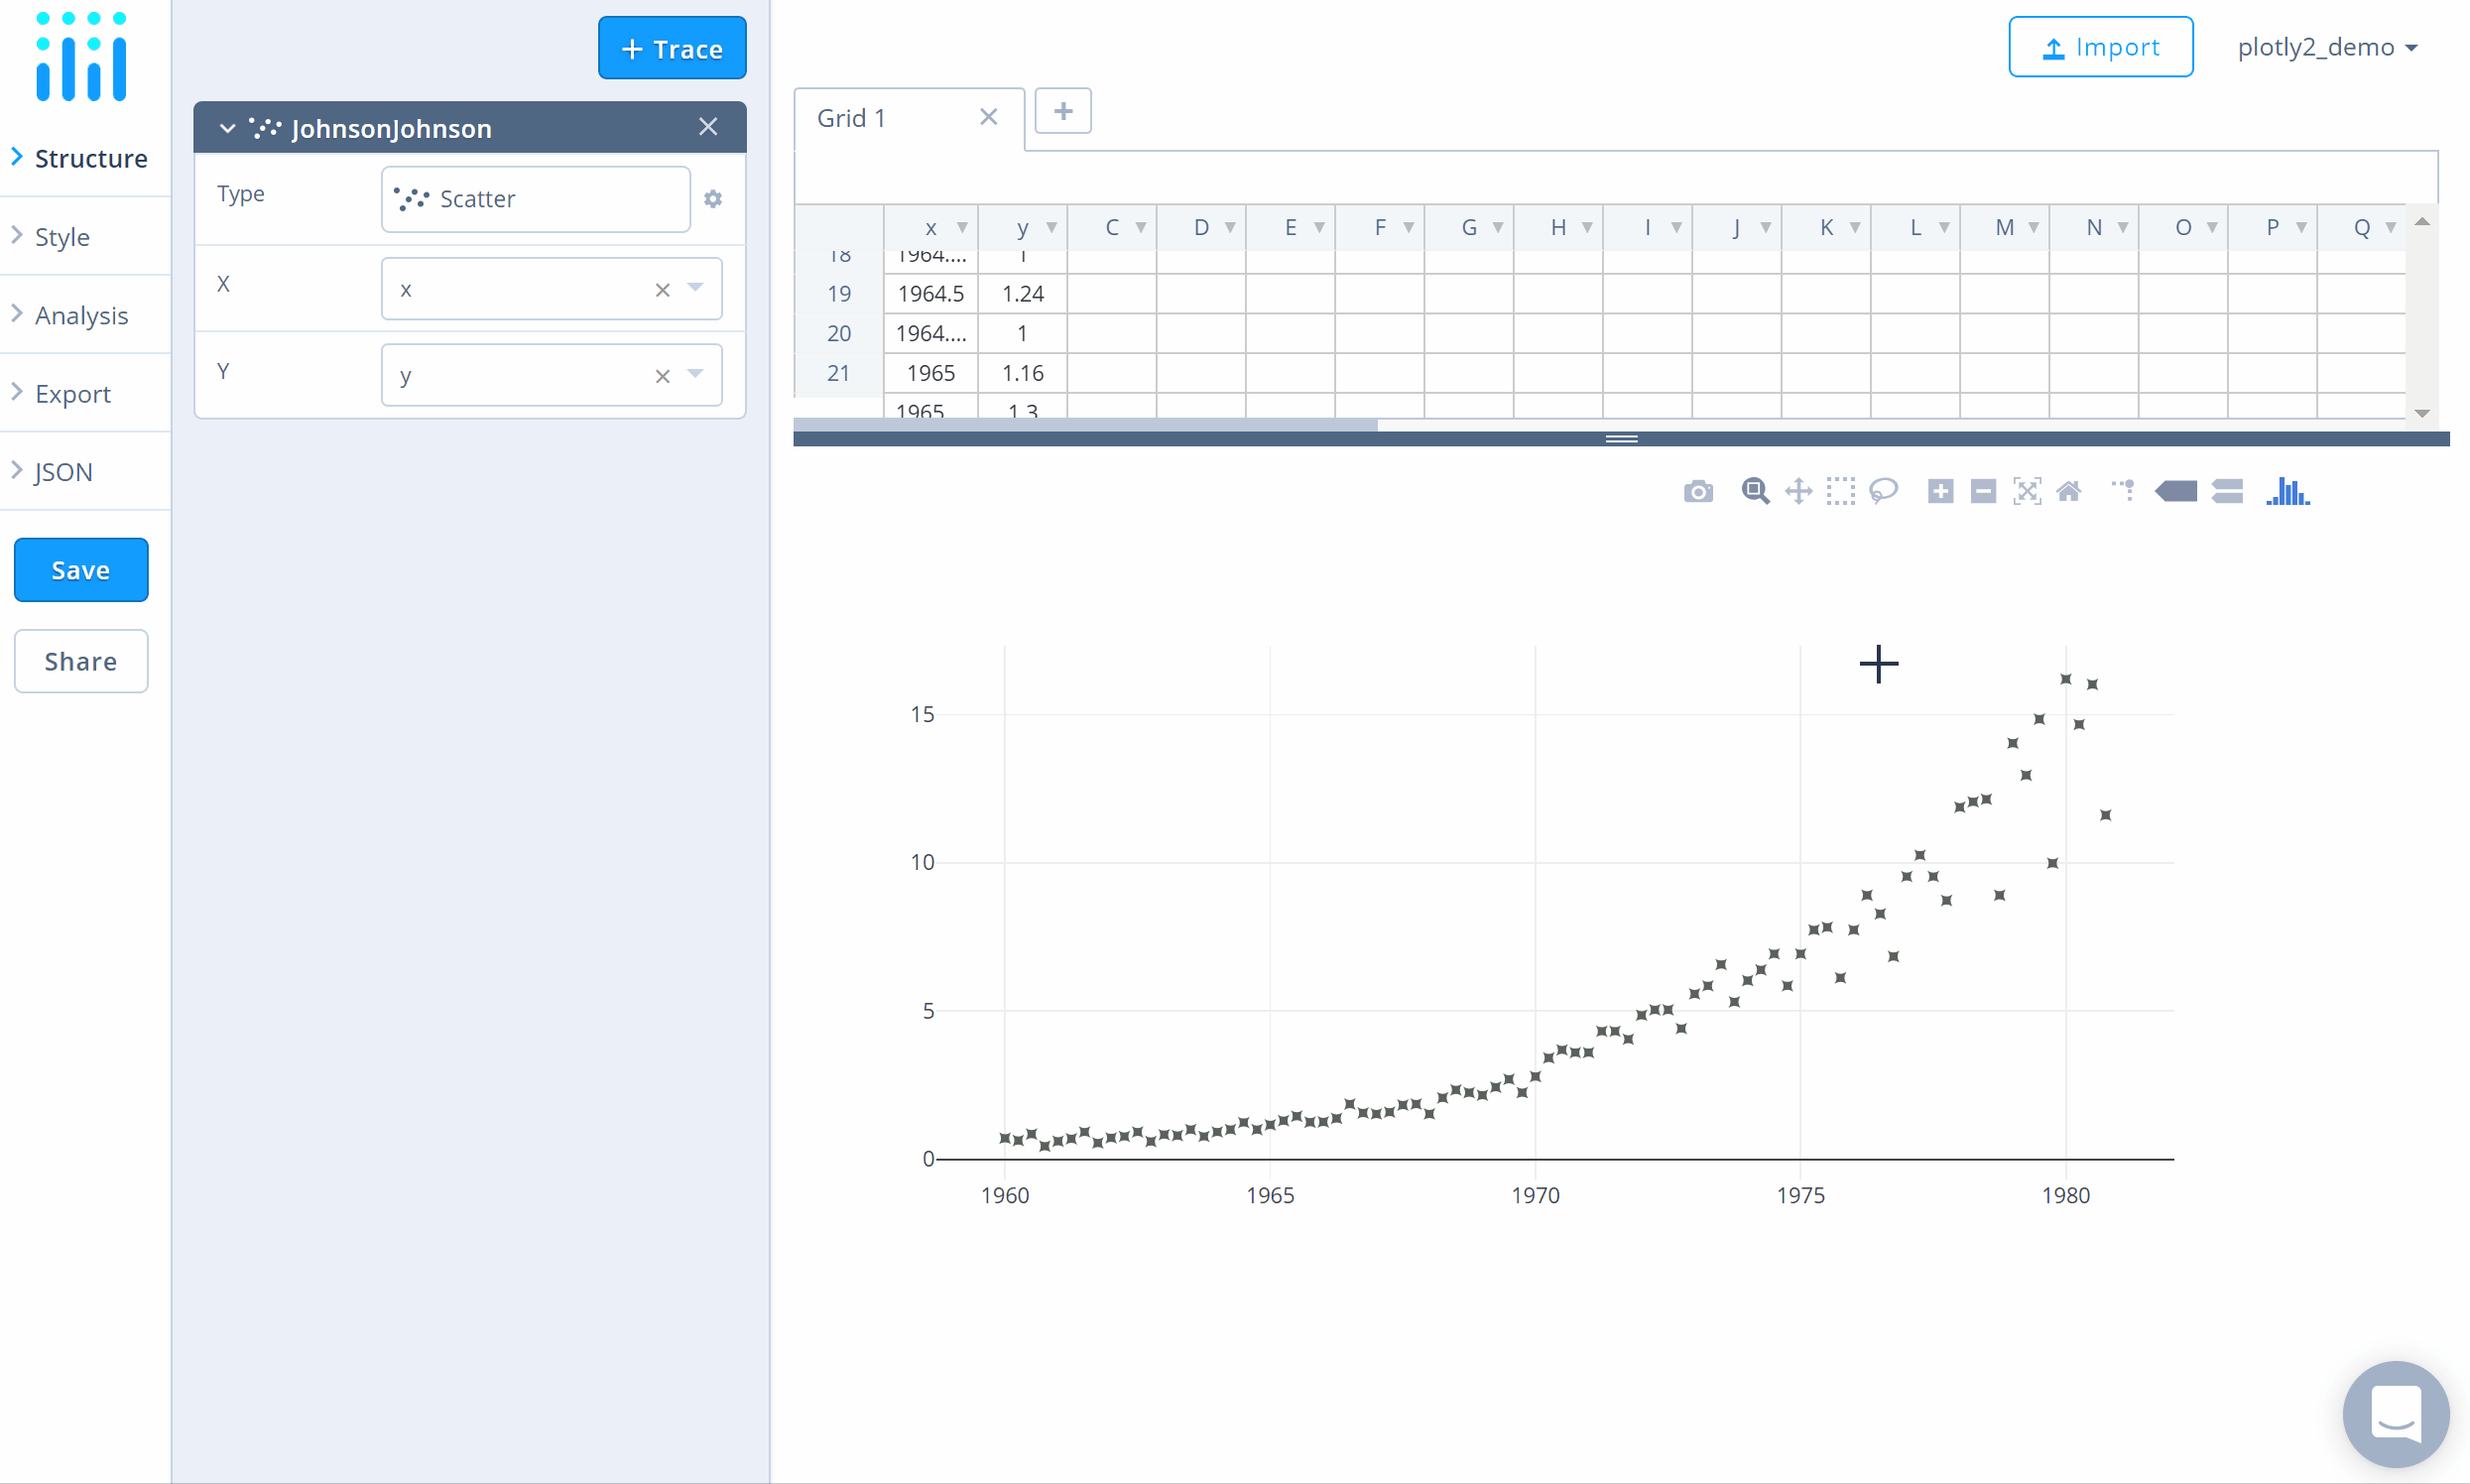 + Trace
Import
plotly2_demo
JohnsonJohnson
Grid 1
+
Structure
Type
Scatter
x y C D E F G H I J K L M N O P Q
Style
18 1964.... 1
X
x
19 1964.5 1.24
Analysis
20 1964.... 1
Y
y
21 1965 1.16
Export
1965 1.3
JSON
Save
Share
15
10
5
0
1960 1965 1970 1975 1980